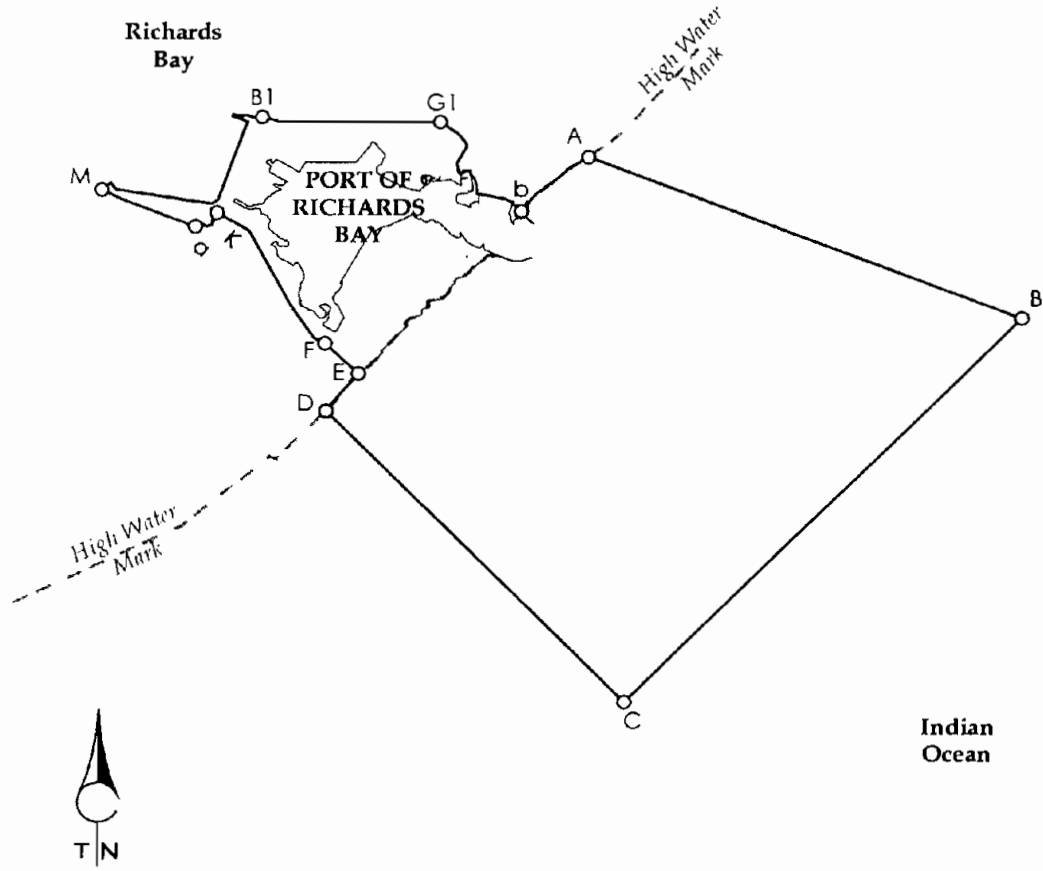 Richards
Bay
High Water
Mark
B1
G1
A
M
PORT OF
RICHARDS
BAY
b
K
B
F
E
D
High Water
Mark
C
Indian
Ocean
T N